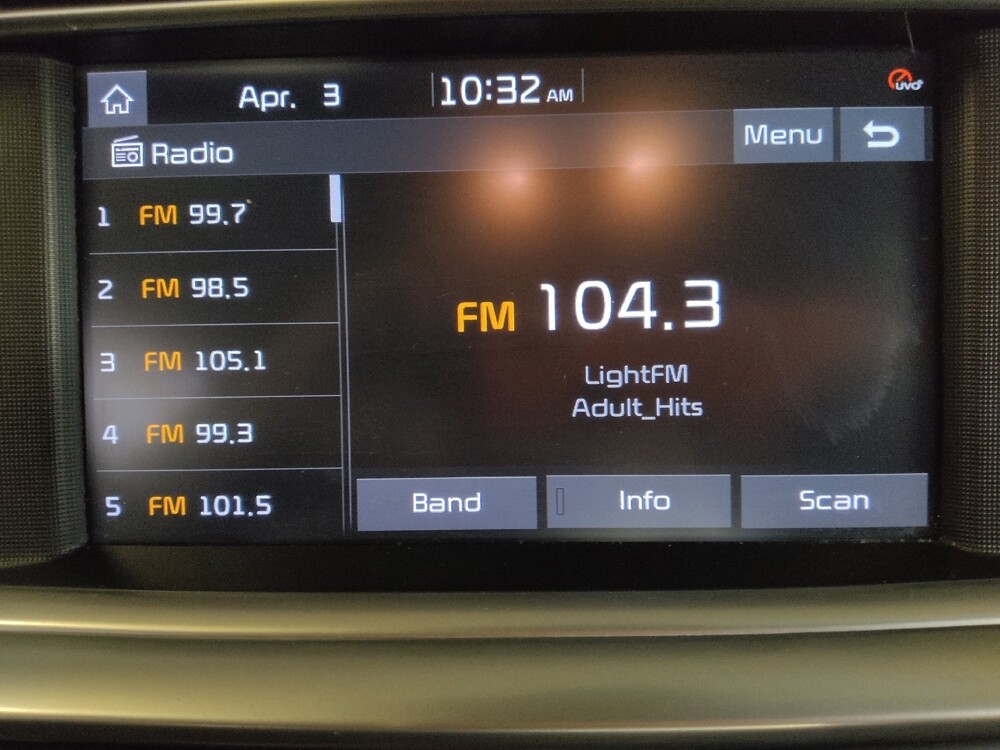 Apr. 3 10:32 AM UVO
Radio Menu
1 FM 99.7
2 FM 98.5
3 FM 105.1
4 FM 99.3
5 FM 101.5
FM 104.3
LightFM
Adult_Hits
Band Info Scan